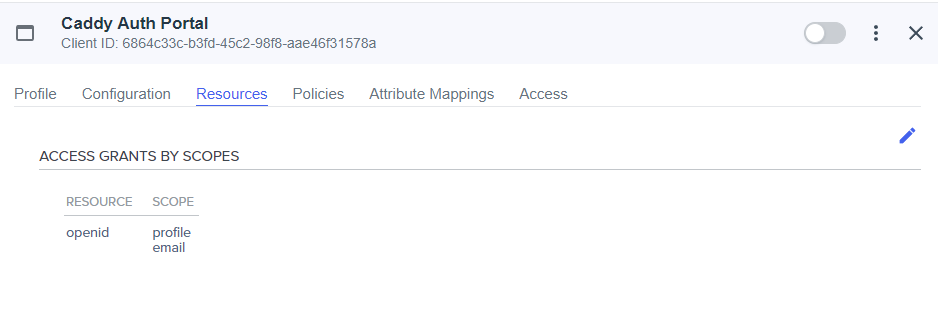 Caddy Auth Portal
Client ID: 6864c33c-b3fd-45c2-98f8-aae46f31578a
Profile Configuration Resources Policies Attribute Mappings Access
ACCESS GRANTS BY SCOPES
RESOURCE SCOPE
openid profile
email